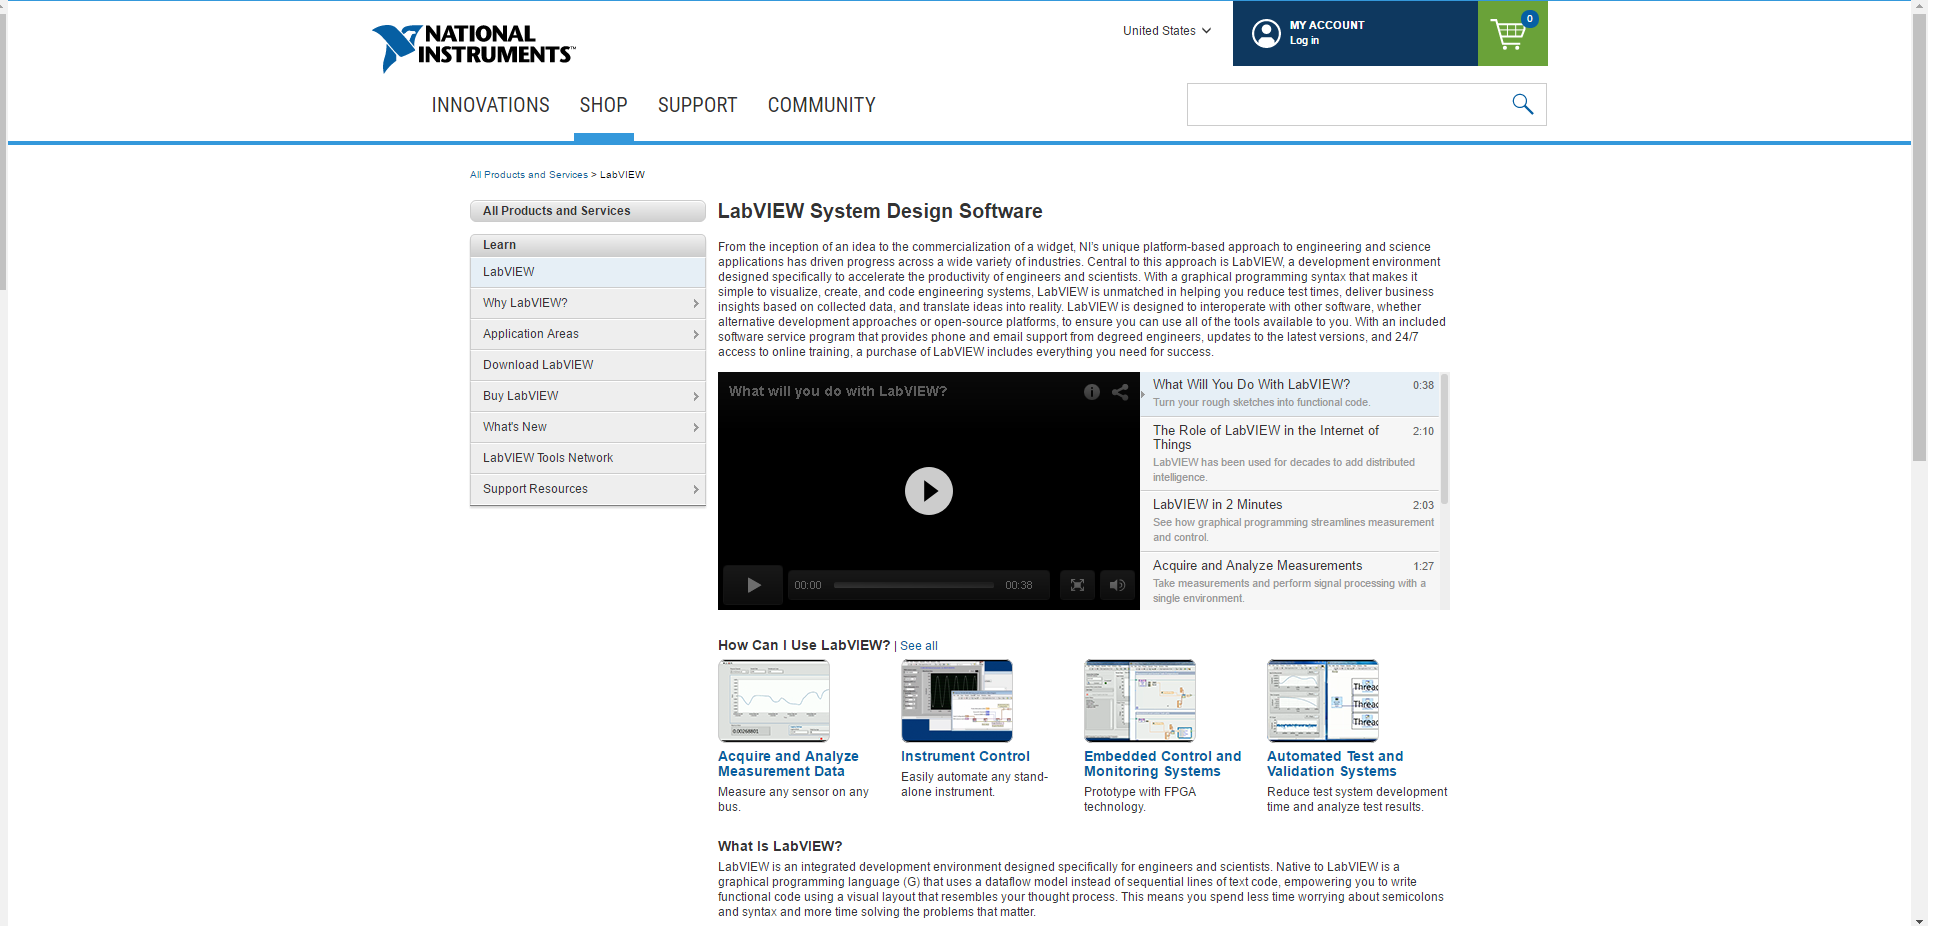 NATIONAL
INSTRUMENTS™
United States
MY ACCOUNT
Log in
0
INNOVATIONS SHOP SUPPORT COMMUNITY
All Products and Services > LabVIEW
All Products and Services
Learn
LabVIEW
Why LabVIEW?
Application Areas
Download LabVIEW
Buy LabVIEW
What's New
LabVIEW Tools Network
Support Resources
LabVIEW System Design Software
From the inception of an idea to the commercialization of a widget, NI's unique platform-based approach to engineering and science
applications has driven progress across a wide variety of industries. Central to this approach is LabVIEW, a development environment
designed specifically to accelerate the productivity of engineers and scientists. With a graphical programming syntax that makes it
simple to visualize, create, and code engineering systems, LabVIEW is unmatched in helping you reduce test times, deliver business
insights based on collected data, and translate ideas into reality. LabVIEW is designed to interoperate with other software, whether
alternative development approaches or open-source platforms, to ensure you can use all of the tools available to you. With an included
software service program that provides phone and email support from degreed engineers, updates to the latest versions, and 24/7
access to online training, a purchase of LabVIEW includes everything you need for success.
What will you do with LabVIEW?
00:00 00:38
What Will You Do With LabVIEW? 0:38
Turn your rough sketches into functional code.
The Role of LabVIEW in the Internet of 2:10
Things
LabVIEW has been used for decades to add distributed
intelligence.
LabVIEW in 2 Minutes 2:03
See how graphical programming streamlines measurement
and control.
Acquire and Analyze Measurements 1:27
Take measurements and perform signal processing with a
single environment.
How Can I Use LabVIEW? | See all
0.00268801
Thread
Thread
Thread
Acquire and Analyze
Measurement Data
Measure any sensor on any
bus.
Instrument Control
Easily automate any stand-
alone instrument.
Embedded Control and
Monitoring Systems
Prototype with FPGA
technology.
Automated Test and
Validation Systems
Reduce test system development
time and analyze test results.
What Is LabVIEW?
LabVIEW is an integrated development environment designed specifically for engineers and scientists. Native to LabVIEW is a
graphical programming language (G) that uses a dataflow model instead of sequential lines of text code, empowering you to write
functional code using a visual layout that resembles your thought process. This means you spend less time worrying about semicolons
and syntax and more time solving the problems that matter.